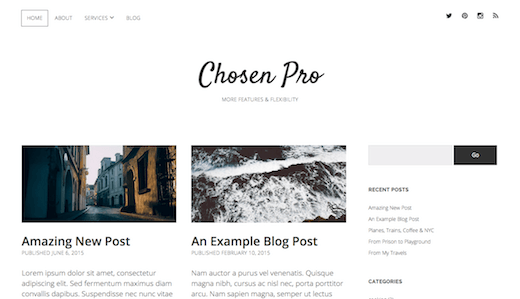 HOME ABOUT SERVICES BLOG
Chosen Pro
MORE FEATURES & FLEXIBILITY
Go
Amazing New Post
PUBLISHED JUNE 6, 2015
Lorem ipsum dolor sit amet, consectetur
adipiscing elit. Sed fermentum maximus diam
convallis dapibus. Suspendisse nec nunc vitae
An Example Blog Post
PUBLISHED FEBRUARY 10, 2015
Nam auctor a purus vel venenatis. Quisque
magna nibh, cursus ac nisl nec, porta porttitor
arcu. Nam sapien magna, semper eu dictum
RECENT POSTS
Amazing New Post
An Example Blog Post
Planes, Trains, Coffee & NYC
From Prison to Playground
From My Travels
CATEGORIES